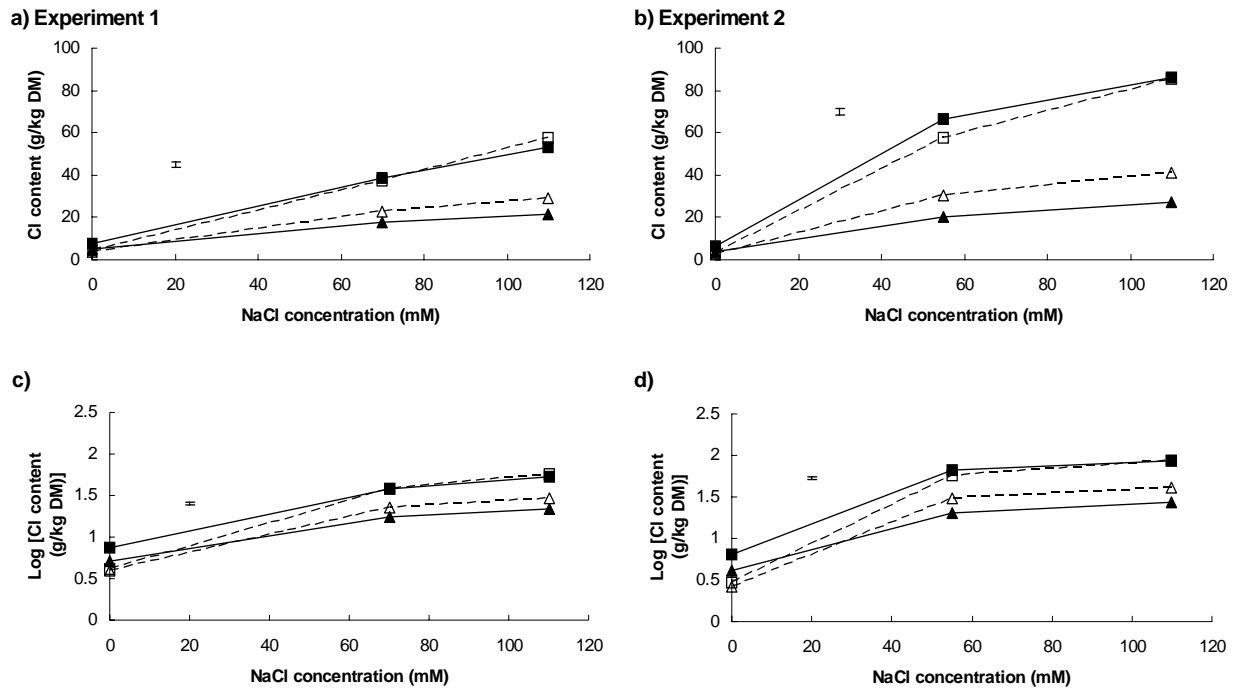 a) Experiment 1
100
80
60
40
20
0
Cl content (g/kg DM)
0 20 40 60 80 100 120
NaCl concentration (mM)
b) Experiment 2
100
80
60
40
20
0
Cl content (g/kg DM)
0 20 40 60 80 100 120
NaCl concentration (mM)
c)
2.5
2
1.5
1
0.5
0
Log [Cl content
(g/kg DM)]
0 20 40 60 80 100 120
NaCl concentration (mM)
d)
2.5
2
1.5
1
0.5
0
Log [Cl content
(g/kg DM)]
0 20 40 60 80 100 120
NaCl concentration (mM)